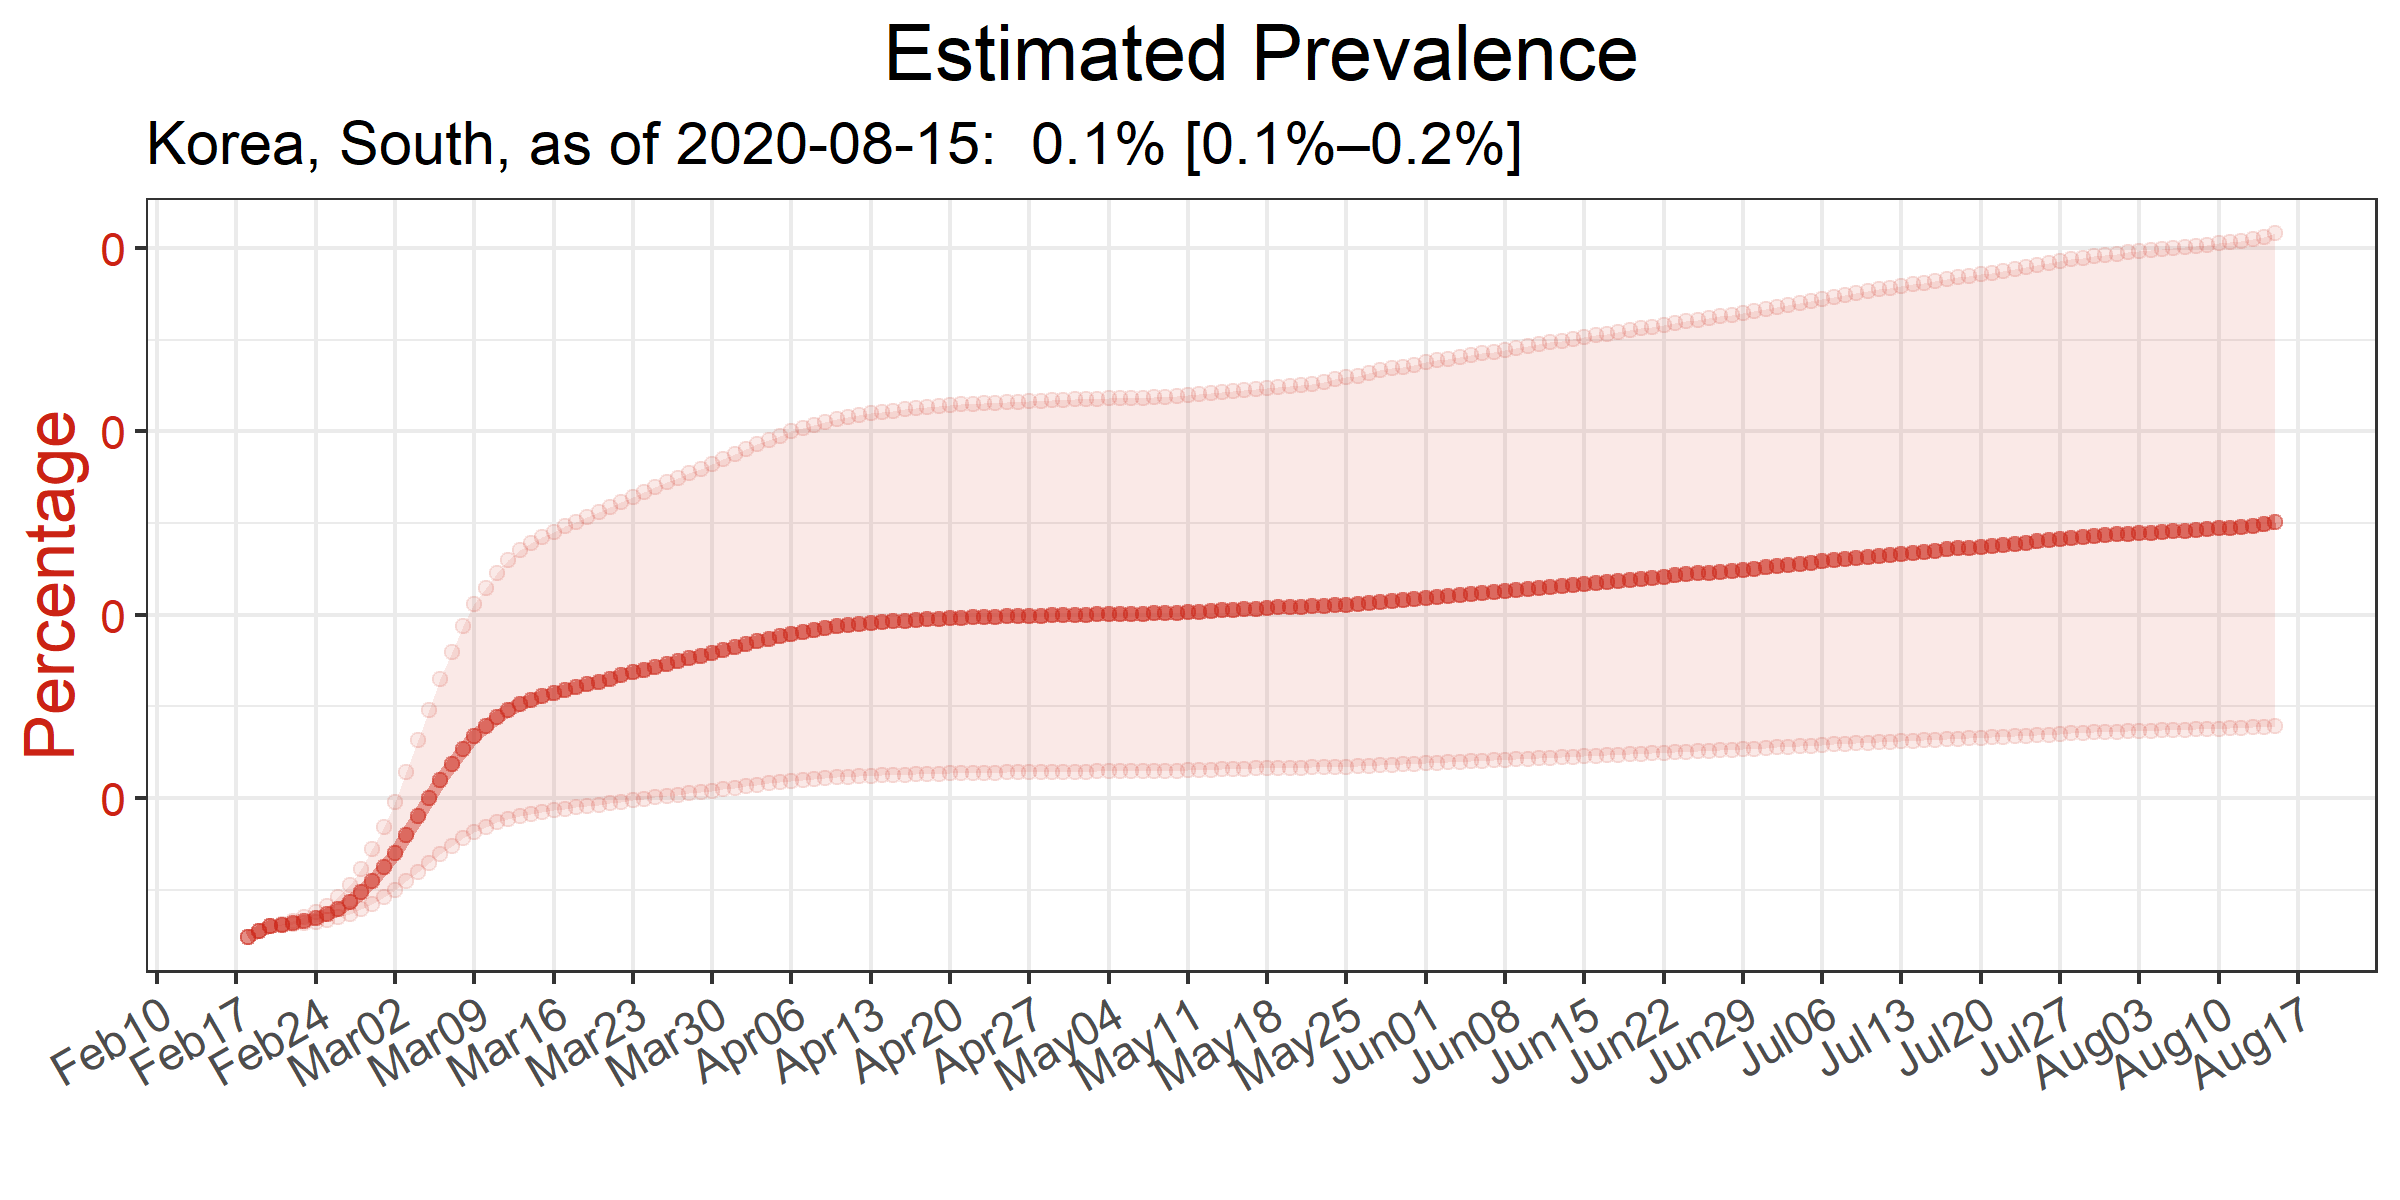 Estimated Prevalence
Korea, South, as of 2020-08-15:  0.1% [0.1%–0.2%]
Percentage
0
0
0
0
Feb10
Feb17
Feb24
Mar02
Mar09
Mar16
Mar23
Mar30
Apr06
Apr13
Apr20
Apr27
May04
May11
May18
May25
Jun01
Jun08
Jun15
Jun22
Jun29
Jul06
Jul13
Jul20
Jul27
Aug03
Aug10
Aug17